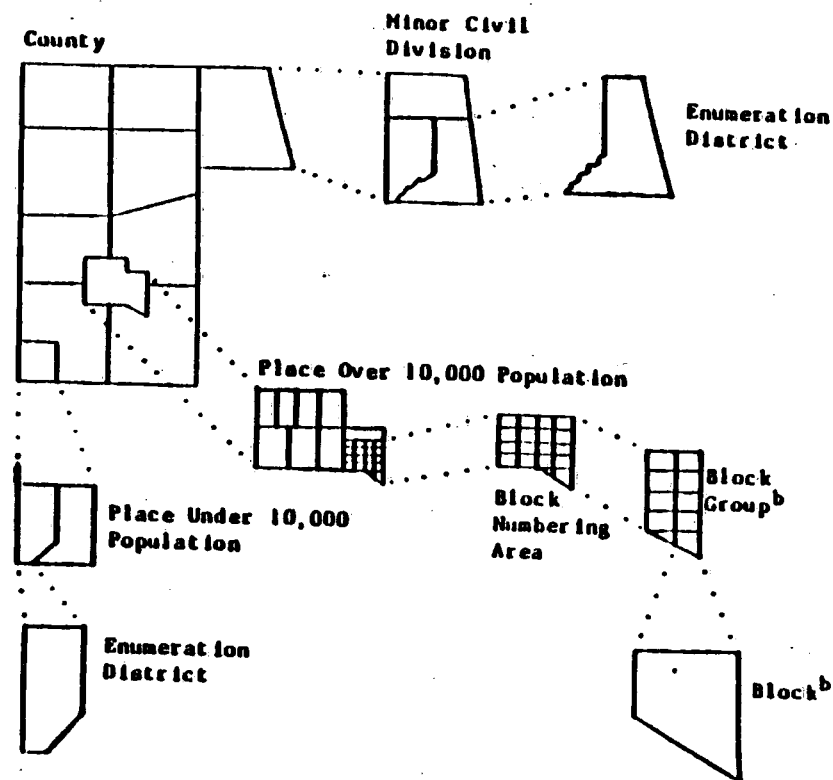 County
Minor Civil
Division
Enumeration
District
Place Over 10,000 Population
Place Under 10,000
Population
Block
Numbering
Area
Block
Group^b
Enumeration
District
Block^b